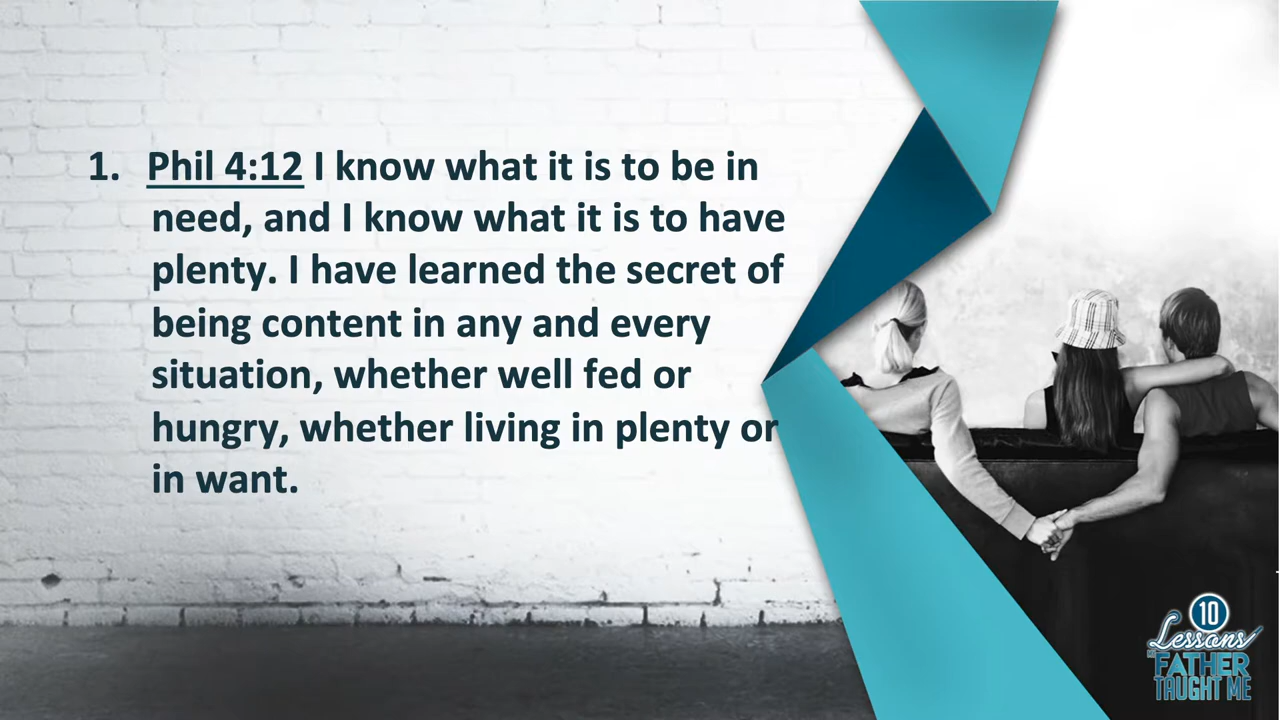 1. Phil 4:12 I know what it is to be in
need, and I know what it is to have
plenty. I have learned the secret of
being content in any and every
situation, whether well fed or
hungry, whether living in plenty or
in want.
10
Lessons
FATHER
TAUGHT ME